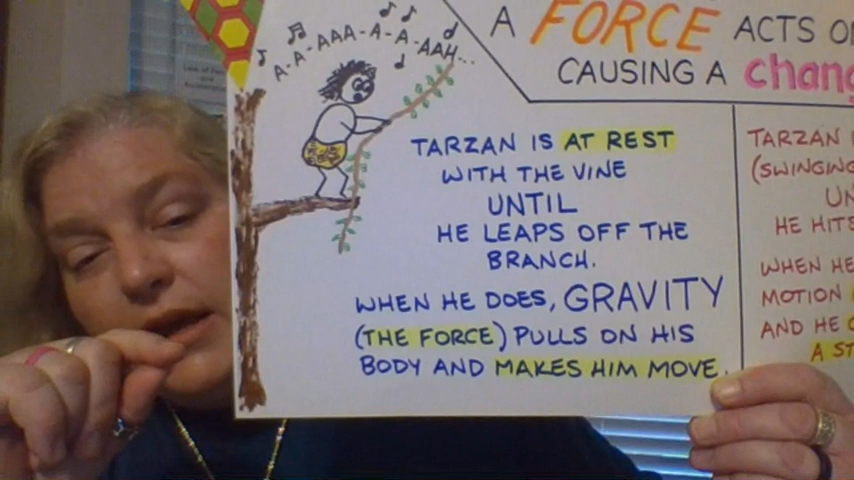 A FORCE ACTS O
CAUSING A chang
A-A-AAA-A-A-AAH...
TARZAN IS AT REST
WITH THE VINE
UNTIL
HE LEAPS OFF THE
BRANCH.
WHEN HE DOES, GRAVITY
(THE FORCE) PULLS ON HIS
BODY AND MAKES HIM MOVE.
TARZAN I
(SWINGING
UN
HE HITS
WHEN HE
MOTION
AND HE
A ST